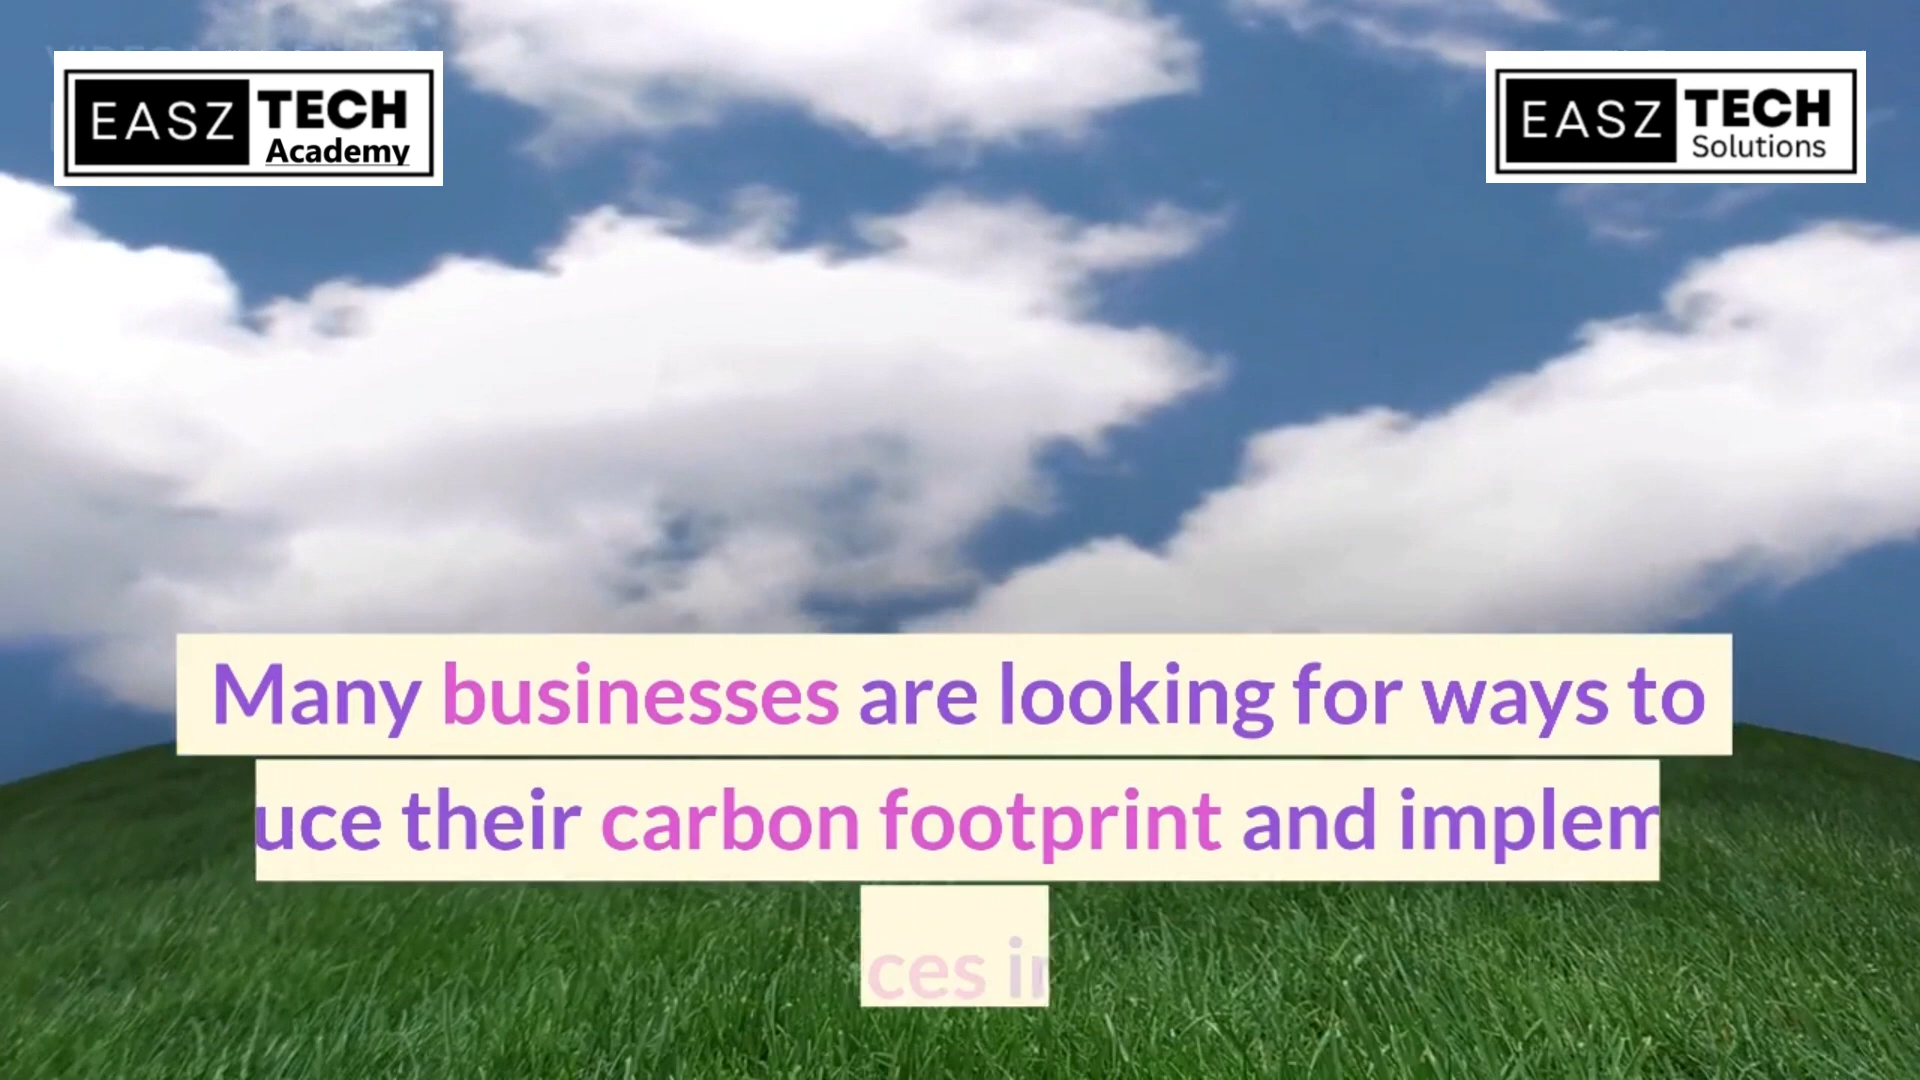 EASZ TECH
Academy
EASZ TECH
Solutions
Many businesses are looking for ways to
uce their carbon footprint and implem
ces i